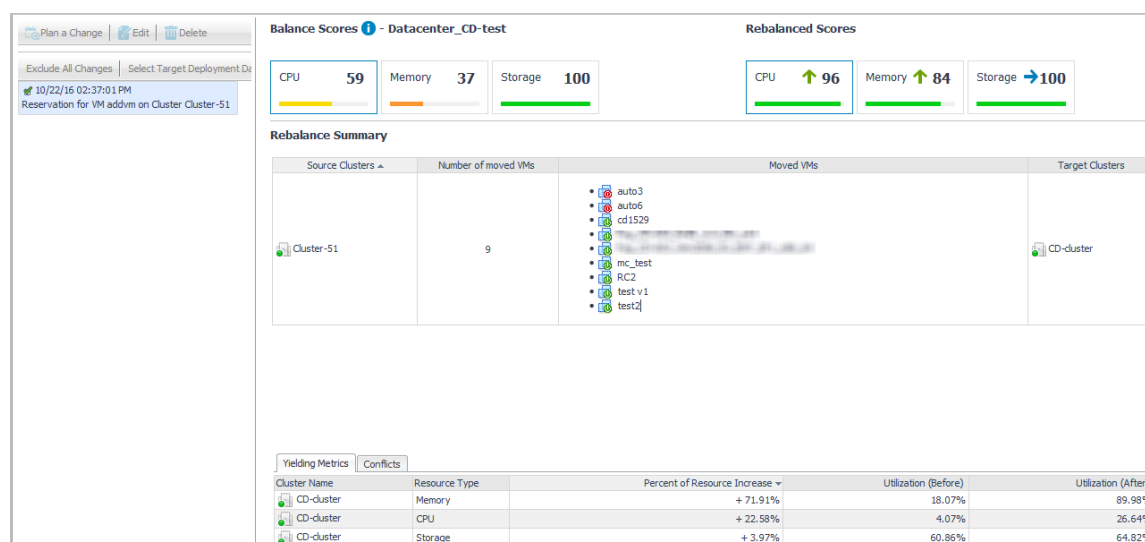 Plan a Change Edit Delete
Exclude All Changes Select Target Deployment Da
10/22/16 02:37:01 PM
Reservation for VM addvm on Cluster Cluster-51
Balance Scores - Datacenter_CD-test
Rebalanced Scores
CPU 59 Memory 37 Storage 100
CPU 96 Memory 84 Storage 100
Rebalance Summary
Source Clusters Number of moved VMs Moved VMs Target Clusters
Cluster-51
9
auto3
auto6
cd1529
mc_test
RC2
test v1
test2
CD-cluster
Yielding Metrics Conflicts
Cluster Name Resource Type Percent of Resource Increase Utilization (Before) Utilization (After
CD-cluster Memory + 71.91% 18.07% 89.98%
CD-cluster CPU + 22.58% 4.07% 26.64%
CD-cluster Storage + 3.97% 60.86% 64.82%